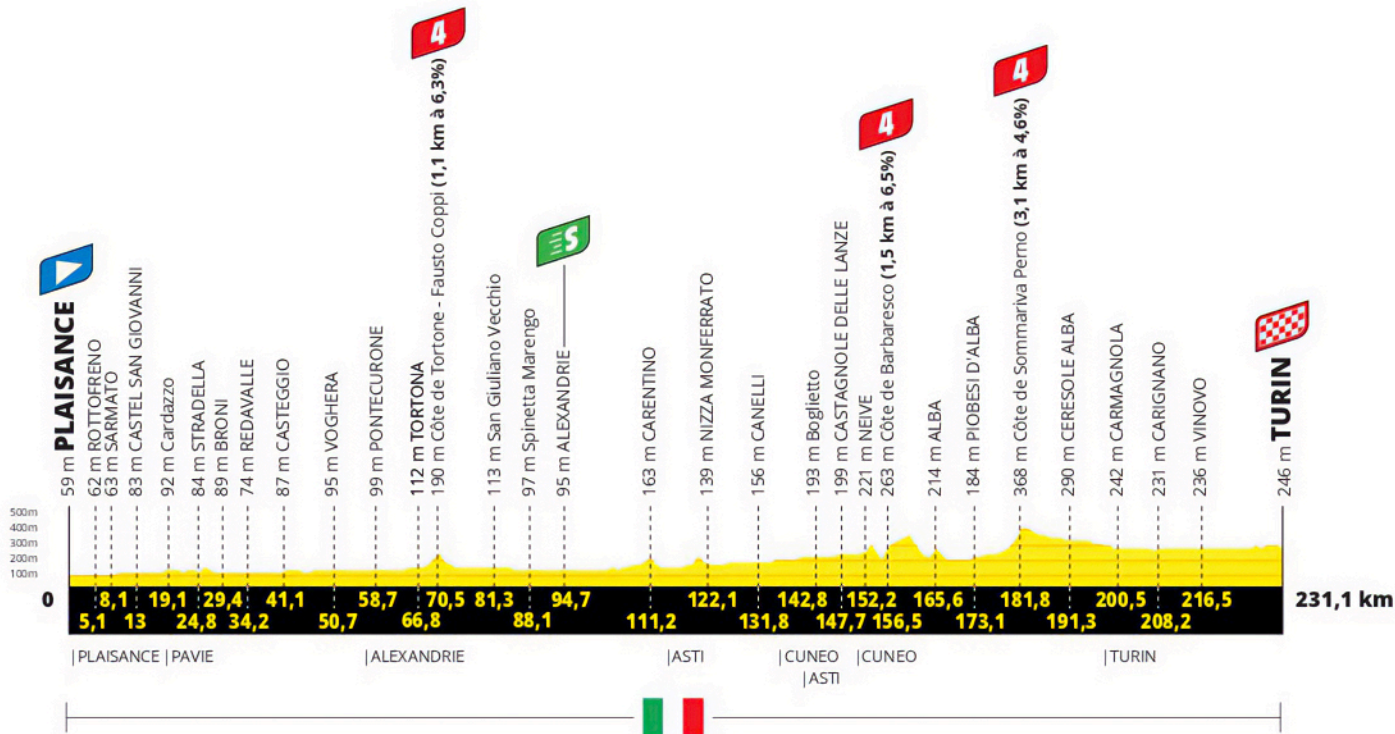 4
4
4
S
59 m PLAISANCE
62 m ROTTOFRENO
63 m SARMATO
83 m CASTEL SAN GIOVANNI
92 m Cardazzo
84 m STRADELLA
89 m BRONI
74 m REDAVALLE
87 m CASTEGGIO
95 m VOGHERA
99 m PONTECURONE
112 m TORTONA
190 m Côte de Tortone - Fausto Coppi (1,1 km à 6,3%)
113 m San Giuliano Vecchio
97 m Spinetta Marengo
95 m ALEXANDRIE
163 m CARENTINO
139 m NIZZA MONFERRATO
156 m CANELLI
193 m Boglietto
199 m CASTAGNOLE DELLE LANZE
221 m NEIVE
263 m Côte de Barbaresco (1,5 km à 6,5%)
214 m ALBA
184 m PIOBESI D'ALBA
368 m Côte de Sommariva Perno (3,1 km à 4,6%)
290 m CERESOLE ALBA
242 m CARMAGNOLA
231 m CARIGNANO
236 m VINOVO
246 m TURIN
500m
400m
300m
200m
100m
0 8,1 19,1 29,4 41,1 58,7 70,5 81,3 94,7 122,1 142,8 152,2 165,6 181,8 200,5 216,5 231,1 km
5,1 13 24,8 34,2 50,7 66,8 88,1 111,2 131,8 147,7 156,5 173,1 191,3 208,2
|PLAISANCE |PAVIE |ALEXANDRIE |ASTI |CUNEO |CUNEO |TURIN
|ASTI